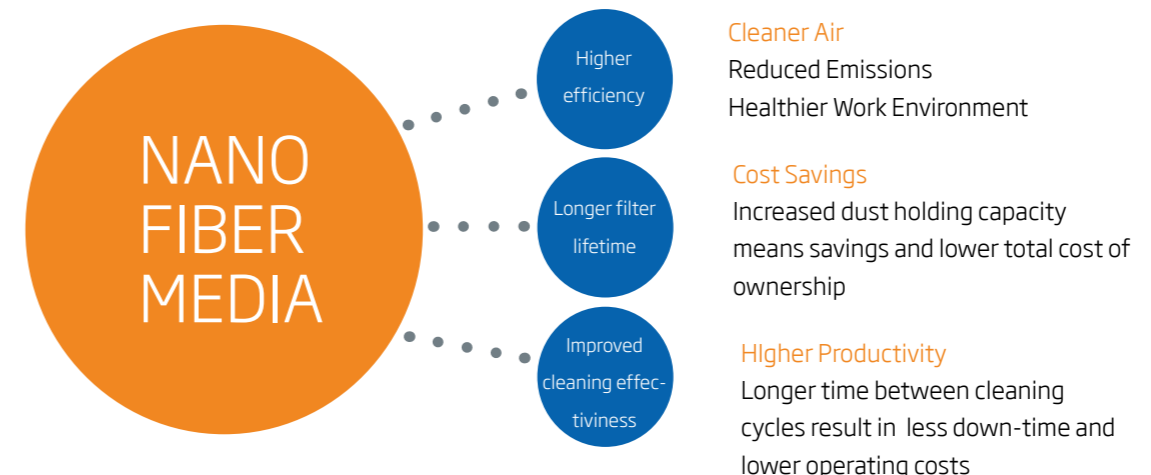 NANO
FIBER
MEDIA
Higher
efficiency
Cleaner Air
Reduced Emissions
Healthier Work Environment
Longer filter
lifetime
Cost Savings
Increased dust holding capacity
means savings and lower total cost of
ownership
Improved
cleaning effec-
tiviness
HIgher Productivity
Longer time between cleaning
cycles result in  less down-time and
lower operating costs